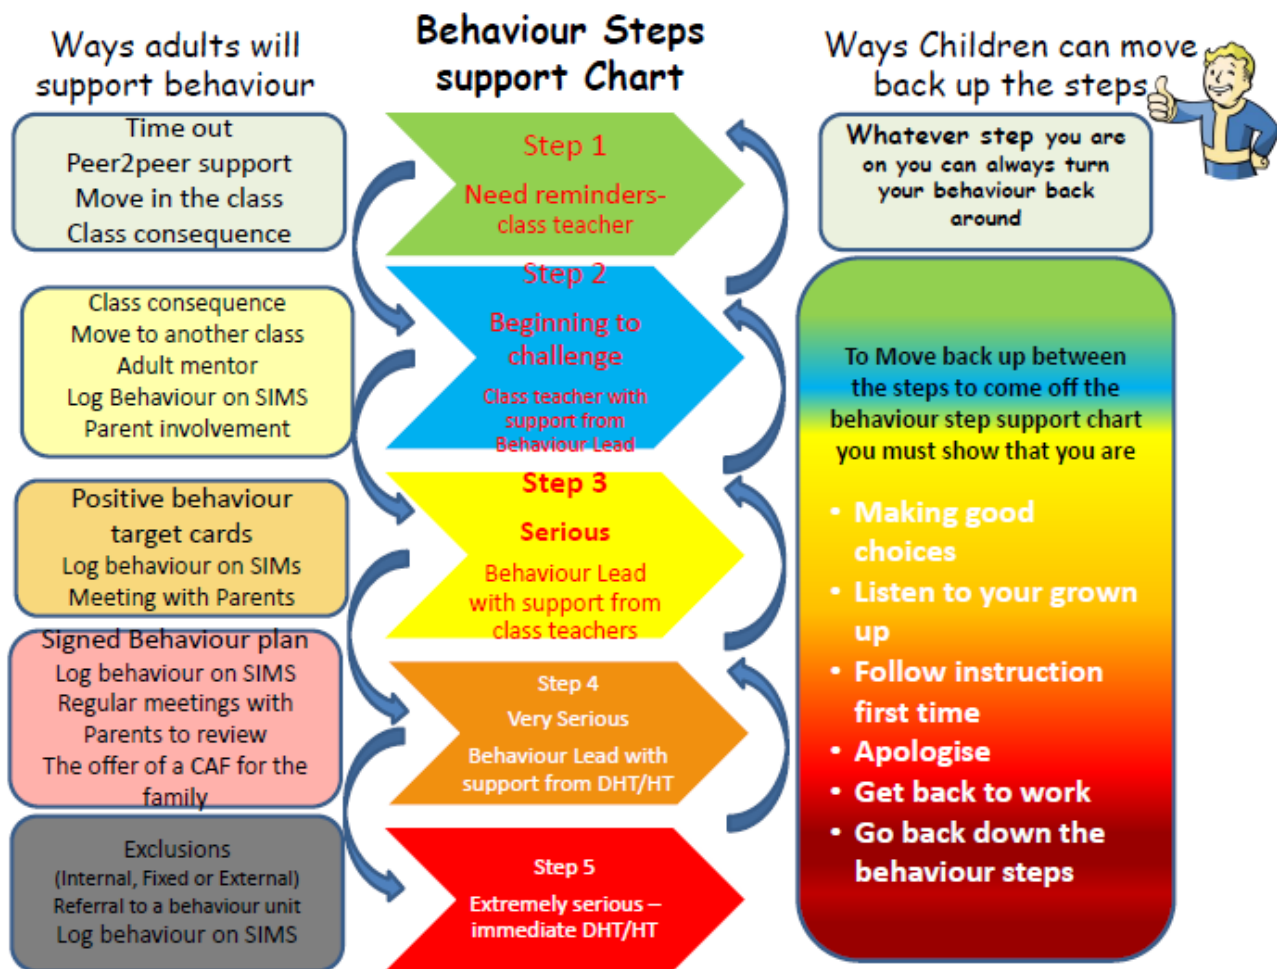 Ways adults will
support behaviour
Time out
Peer2peer support
Move in the class
Class consequence
Class consequence
Move to another class
Adult mentor
Log Behaviour on SIMS
Parent involvement
Positive behaviour
target cards
Log behaviour on SIMs
Meeting with Parents
Signed Behaviour plan
Log behaviour on SIMS
Regular meetings with
Parents to review
The offer of a CAF for the
family
Exclusions
(Internal, Fixed or External)
Referral to a behaviour unit
Log behaviour on SIMS
Behaviour Steps
support Chart
Step 1
Need reminders-
class teacher
Step 2
Beginning to
challenge
Class teacher with
support from
Behaviour Lead
Step 3
Serious
Behaviour Lead
with support from
class teachers
Step 4
Very Serious
Behaviour Lead with
support from DHT/HT
Step 5
Extremely serious –
immediate DHT/HT
Ways Children can move
back up the steps
Whatever step you are
on you can always turn
your behaviour back
around
To Move back up between
the steps to come off the
behaviour step support chart
you must show that you are
• Making good
choices
• Listen to your grown
up
• Follow instruction
first time
• Apologise
• Get back to work
• Go back down the
behaviour steps